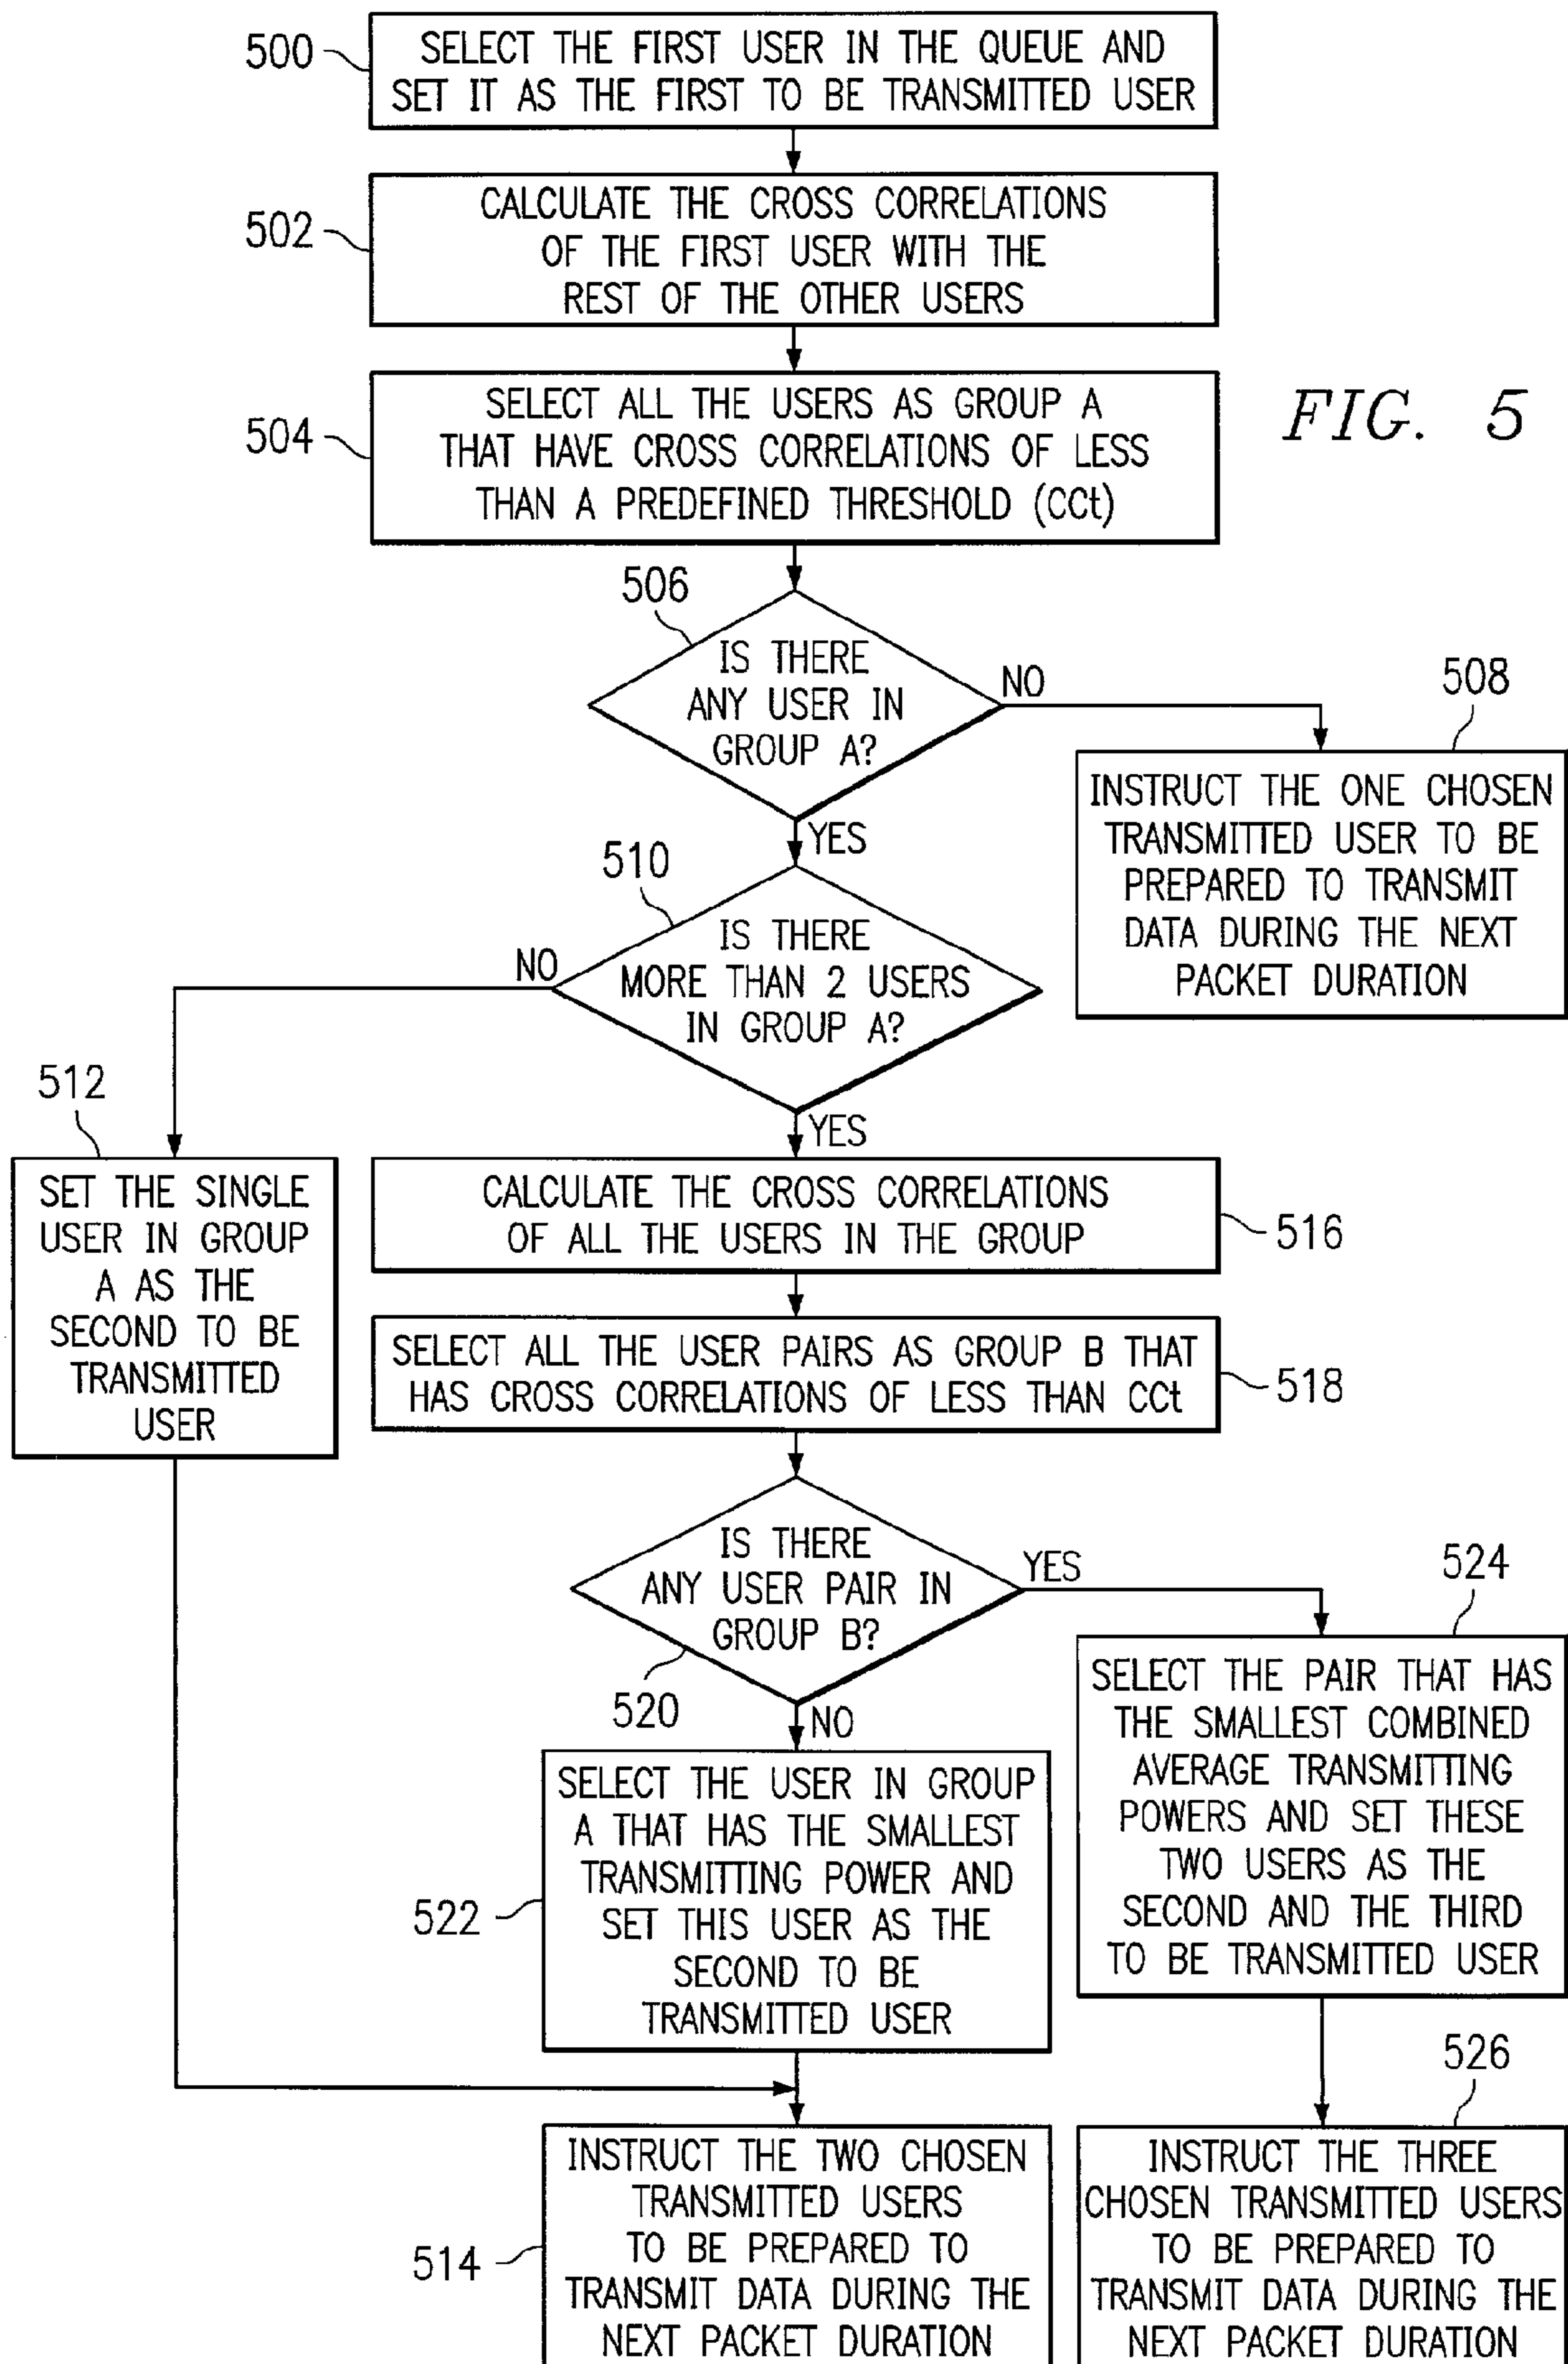 500
SELECT THE FIRST USER IN THE QUEUE AND
SET IT AS THE FIRST TO BE TRANSMITTED USER
502
CALCULATE THE CROSS CORRELATIONS
OF THE FIRST USER WITH THE
REST OF THE OTHER USERS
504
SELECT ALL THE USERS AS GROUP A
THAT HAVE CROSS CORRELATIONS OF LESS
THAN A PREDEFINED THRESHOLD (CCt)
FIG. 5
506
IS THERE
ANY USER IN
GROUP A?
NO
YES
508
INSTRUCT THE ONE CHOSEN
TRANSMITTED USER TO BE
PREPARED TO TRANSMIT
DATA DURING THE NEXT
PACKET DURATION
510
IS THERE
MORE THAN 2 USERS
IN GROUP A?
NO
YES
512
SET THE SINGLE
USER IN GROUP
A AS THE
SECOND TO BE
TRANSMITTED
USER
CALCULATE THE CROSS CORRELATIONS
OF ALL THE USERS IN THE GROUP
516
SELECT ALL THE USER PAIRS AS GROUP B THAT
HAS CROSS CORRELATIONS OF LESS THAN CCt
518
IS THERE
ANY USER PAIR IN
GROUP B?
520
YES
NO
524
SELECT THE PAIR THAT HAS
THE SMALLEST COMBINED
AVERAGE TRANSMITTING
POWERS AND SET THESE
TWO USERS AS THE
SECOND AND THE THIRD
TO BE TRANSMITTED USER
522
SELECT THE USER IN GROUP
A THAT HAS THE SMALLEST
TRANSMITTING POWER AND
SET THIS USER AS THE
SECOND TO BE
TRANSMITTED USER
514
INSTRUCT THE TWO CHOSEN
TRANSMITTED USERS
TO BE PREPARED TO
TRANSMIT DATA DURING THE
NEXT PACKET DURATION
526
INSTRUCT THE THREE
CHOSEN TRANSMITTED USERS
TO BE PREPARED TO
TRANSMIT DATA DURING THE
NEXT PACKET DURATION